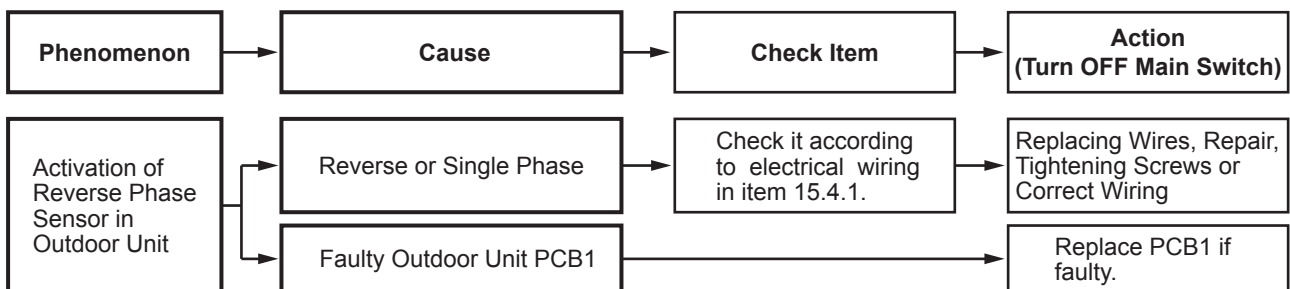 Phenomenon
Cause
Check Item
Action
(Turn OFF Main Switch)
Activation of
Reverse Phase
Sensor in
Outdoor Unit
Reverse or Single Phase
Check it according
to electrical wiring
in item 15.4.1.
Replacing Wires, Repair,
Tightening Screws or
Correct Wiring
Faulty Outdoor Unit PCB1
Replace PCB1 if
faulty.